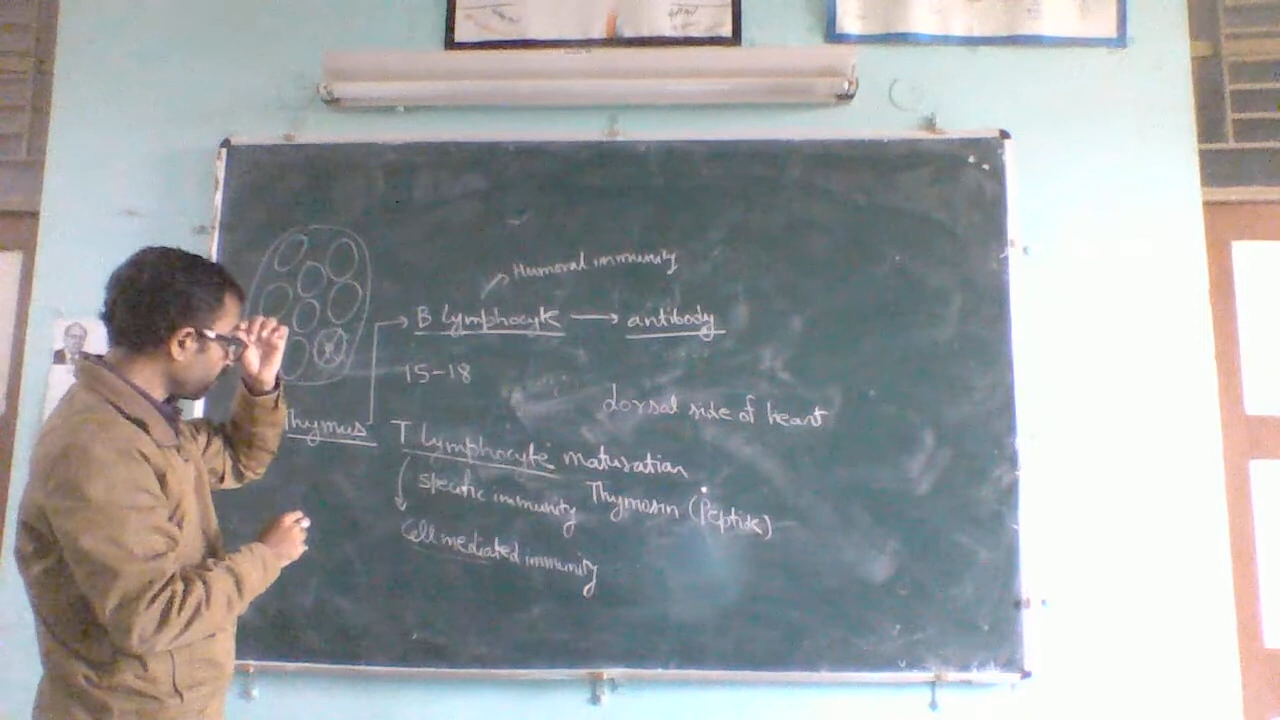 Humoral immunity
B lymphocyte → antibody
15-18
dorsal side of heart
Thymus
T lymphocyte maturation
specific immunity Thymosin (Peptide)
Cell mediated immunity